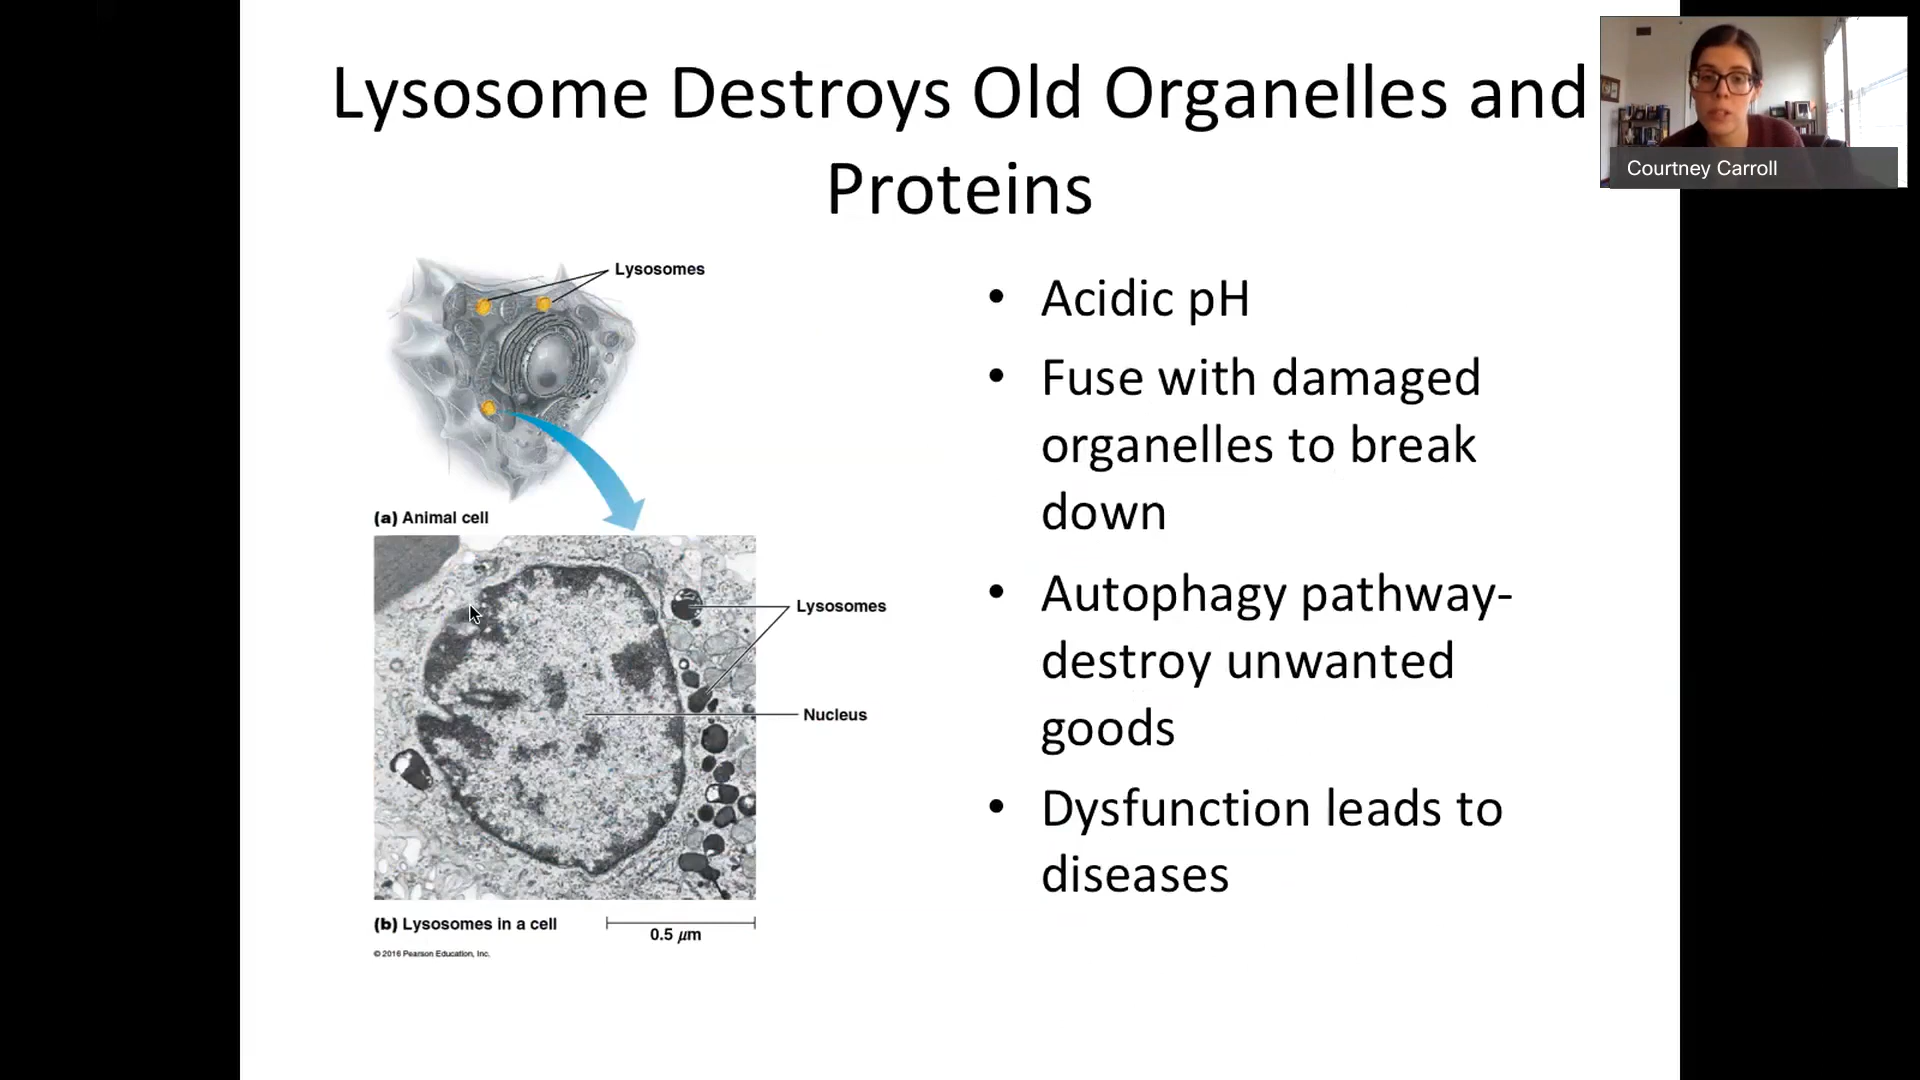 Lysosome Destroys Old Organelles and
Proteins
Courtney Carroll
Lysosomes
(a) Animal cell
Lysosomes
Nucleus
(b) Lysosomes in a cell
0.5 μm
© 2016 Pearson Education, Inc.
• Acidic pH
• Fuse with damaged
organelles to break
down
• Autophagy pathway-
destroy unwanted
goods
• Dysfunction leads to
diseases